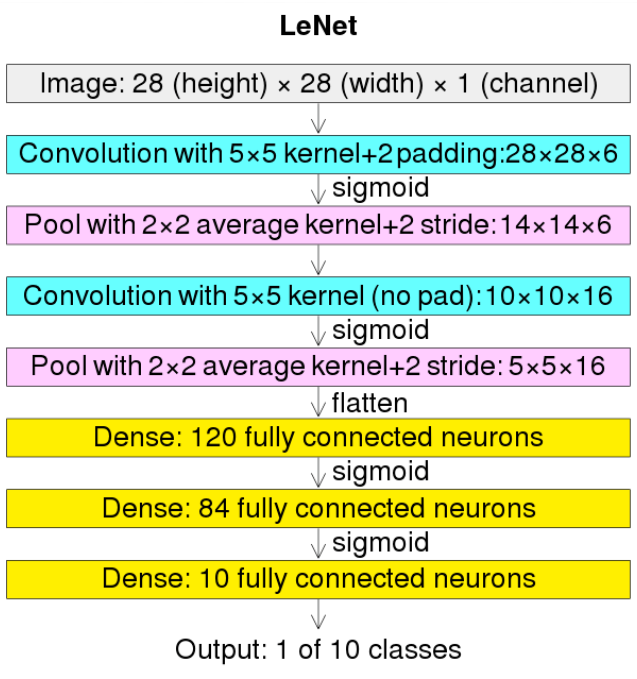 LeNet
Image: 28 (height) × 28 (width) × 1 (channel)
Convolution with 5×5 kernel+2 padding:28×28×6
sigmoid
Pool with 2×2 average kernel+2 stride:14×14×6
Convolution with 5×5 kernel (no pad):10×10×16
sigmoid
Pool with 2×2 average kernel+2 stride: 5×5×16
flatten
Dense: 120 fully connected neurons
sigmoid
Dense: 84 fully connected neurons
sigmoid
Dense: 10 fully connected neurons
Output: 1 of 10 classes